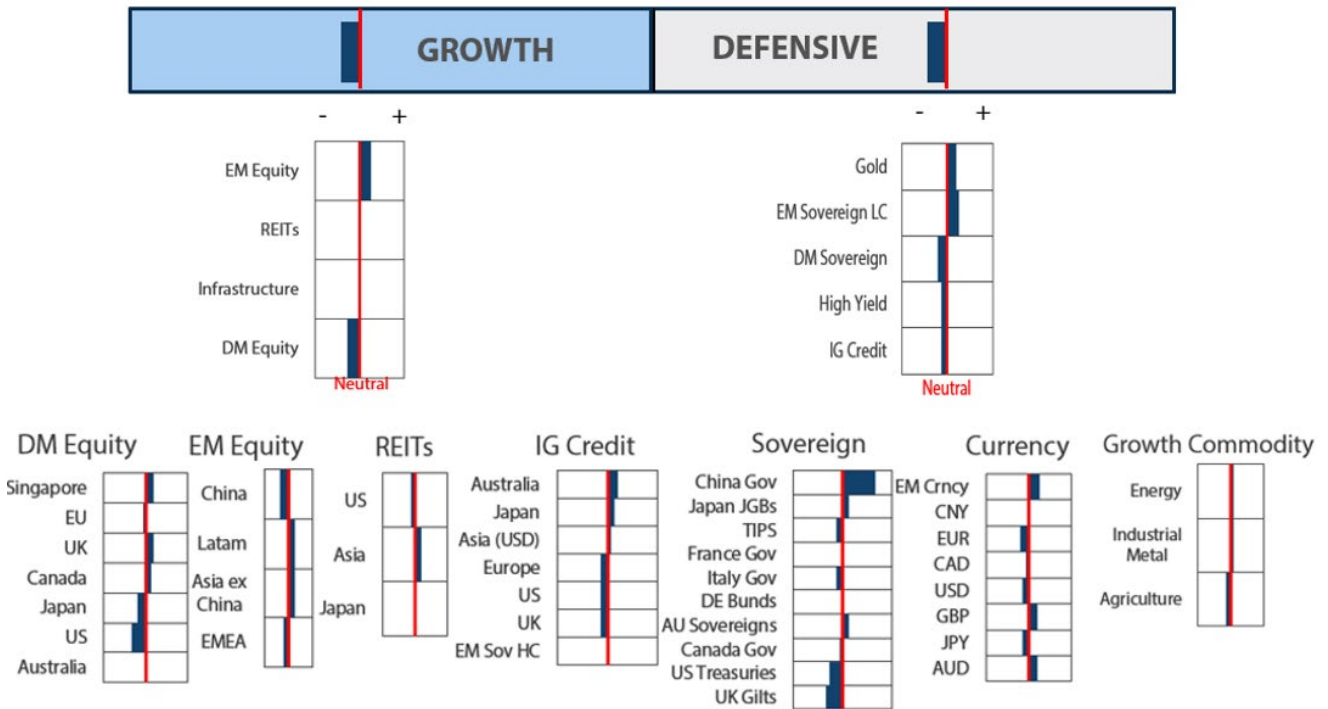 GROWTH
DEFENSIVE
- +
- +
EM Equity
REITs
Infrastructure
DM Equity
Neutral
Gold
EM Sovereign LC
DM Sovereign
High Yield
IG Credit
Neutral
DM Equity
Singapore
EU
UK
Canada
Japan
US
Australia
EM Equity
China
Latam
Asia ex
China
EMEA
REITs
US
Asia
Japan
IG Credit
Australia
Japan
Asia (USD)
Europe
US
UK
EM Sov HC
Sovereign
China Gov
Japan JGBs
TIPS
France Gov
Italy Gov
DE Bunds
AU Sovereigns
Canada Gov
US Treasuries
UK Gilts
Currency
EM Crncy
CNY
EUR
CAD
USD
GBP
JPY
AUD
Growth Commodity
Energy
Industrial
Metal
Agriculture